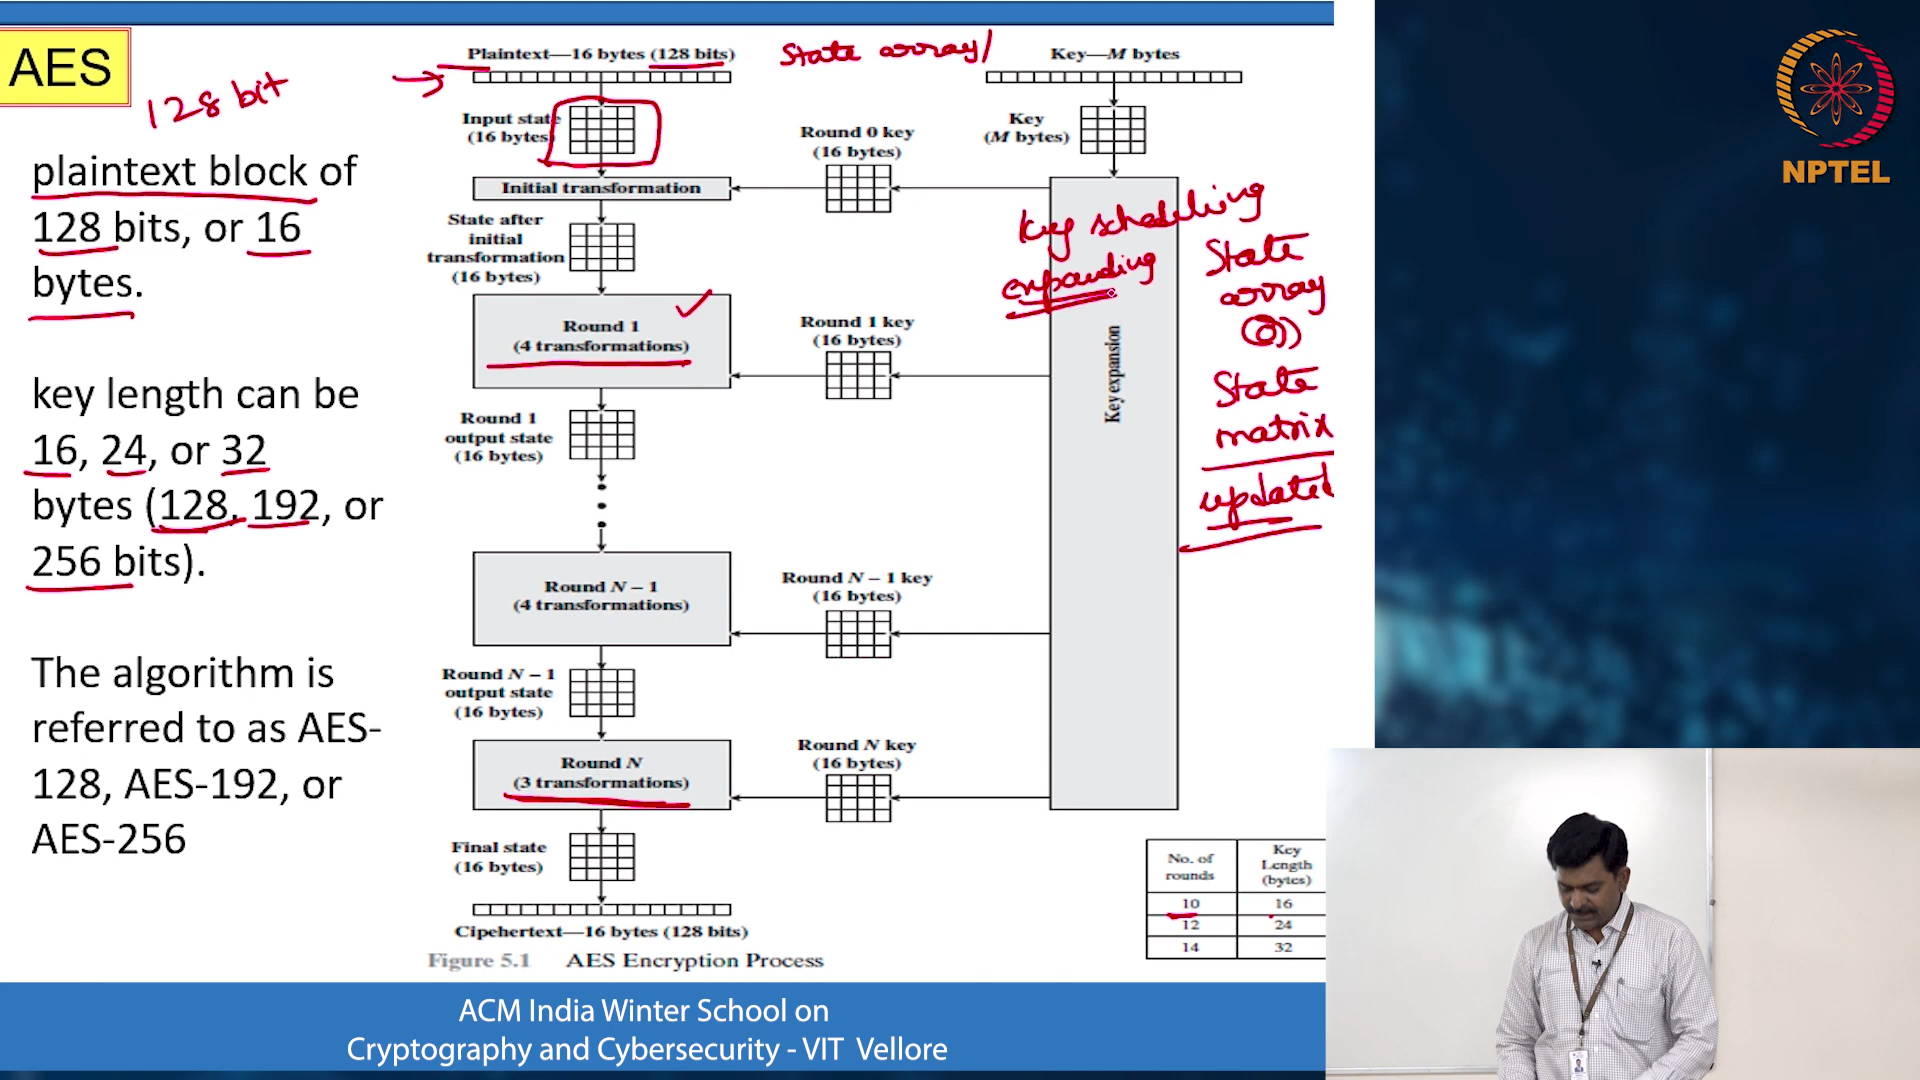 AES
128 bit
plaintext block of
128 bits, or 16
bytes.
key length can be
16, 24, or 32
bytes (128, 192, or
256 bits).
The algorithm is
referred to as AES-
128, AES-192, or
AES-256
Plaintext—16 bytes (128 bits)
State array/
Key—M bytes
Input state
(16 bytes)
Key
(M bytes)
Round 0 key
(16 bytes)
Initial transformation
State after
initial
transformation
(16 bytes)
Key scheduling
expanding
State
array
State
matrix
updated
Round 1
(4 transformations)
Round 1 key
(16 bytes)
Key expansion
Round 1
output state
(16 bytes)
Round N – 1
(4 transformations)
Round N – 1 key
(16 bytes)
Round N – 1
output state
(16 bytes)
Round N
(3 transformations)
Round N key
(16 bytes)
Final state
(16 bytes)
Cipehertext—16 bytes (128 bits)
No. of
rounds
Key
Length
(bytes)
10 16
12 24
14 32
Figure 5.1 AES Encryption Process
ACM India Winter School on
Cryptography and Cybersecurity - VIT Vellore
NPTEL